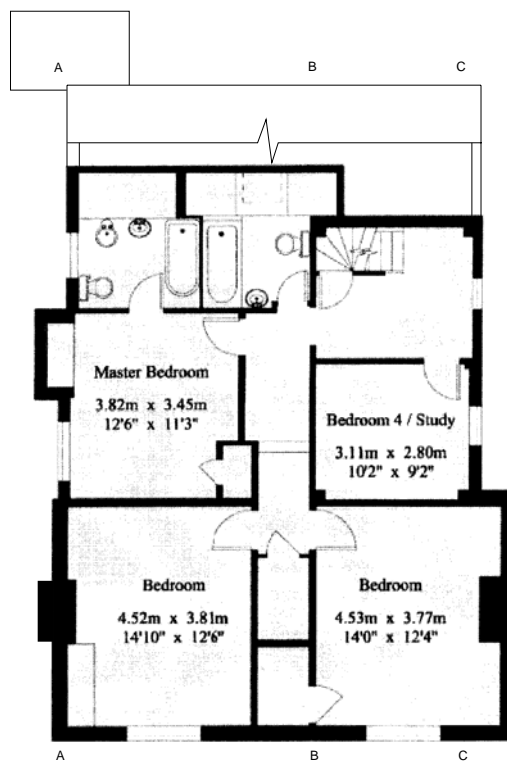 A B C
Master Bedroom
3.82m x 3.45m
12'6" x 11'3"
Bedroom 4 / Study
3.11m x 2.80m
10'2" x 9'2"
Bedroom
4.52m x 3.81m
14'10" x 12'6"
Bedroom
4.53m x 3.77m
14'0" x 12'4"
A B C